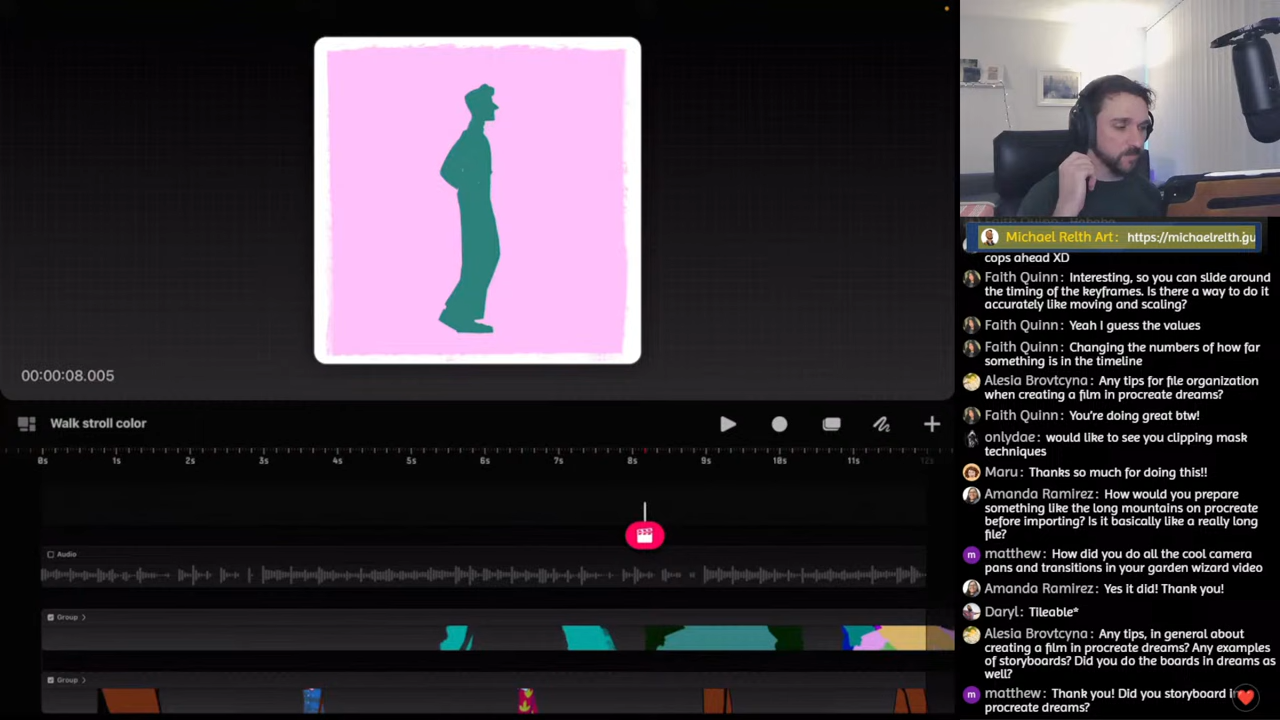 00:00:08.005
Walk stroll color
0s 1s 2s 3s 4s 5s 6s 7s 8s 9s 10s 11s 12s
Audio
Group
Group
Michael Relth Art: https://michaelrelth.gu
cops ahead XD
Faith Quinn: Interesting, so you can slide around
the timing of the keyframes. Is there a way to do it
accurately like moving and scaling?
Faith Quinn: Yeah I guess the values
Faith Quinn: Changing the numbers of how far
something is in the timeline
Alesia Brovtcyna: Any tips for file organization
when creating a film in procreate dreams?
Faith Quinn: You're doing great btw!
onlydae: would like to see you clipping mask
techniques
Maru: Thanks so much for doing this!!
Amanda Ramirez: How would you prepare
something like the long mountains on procreate
before importing? Is it basically like a really long
file?
m matthew: How did you do all the cool camera
pans and transitions in your garden wizard video
Amanda Ramirez: Yes it did! Thank you!
Daryl: Tileable*
Alesia Brovtcyna: Any tips, in general about
creating a film in procreate dreams? Any examples
of storyboards? Did you do the boards in dreams as
well?
m matthew: Thank you! Did you storyboard in
procreate dreams?